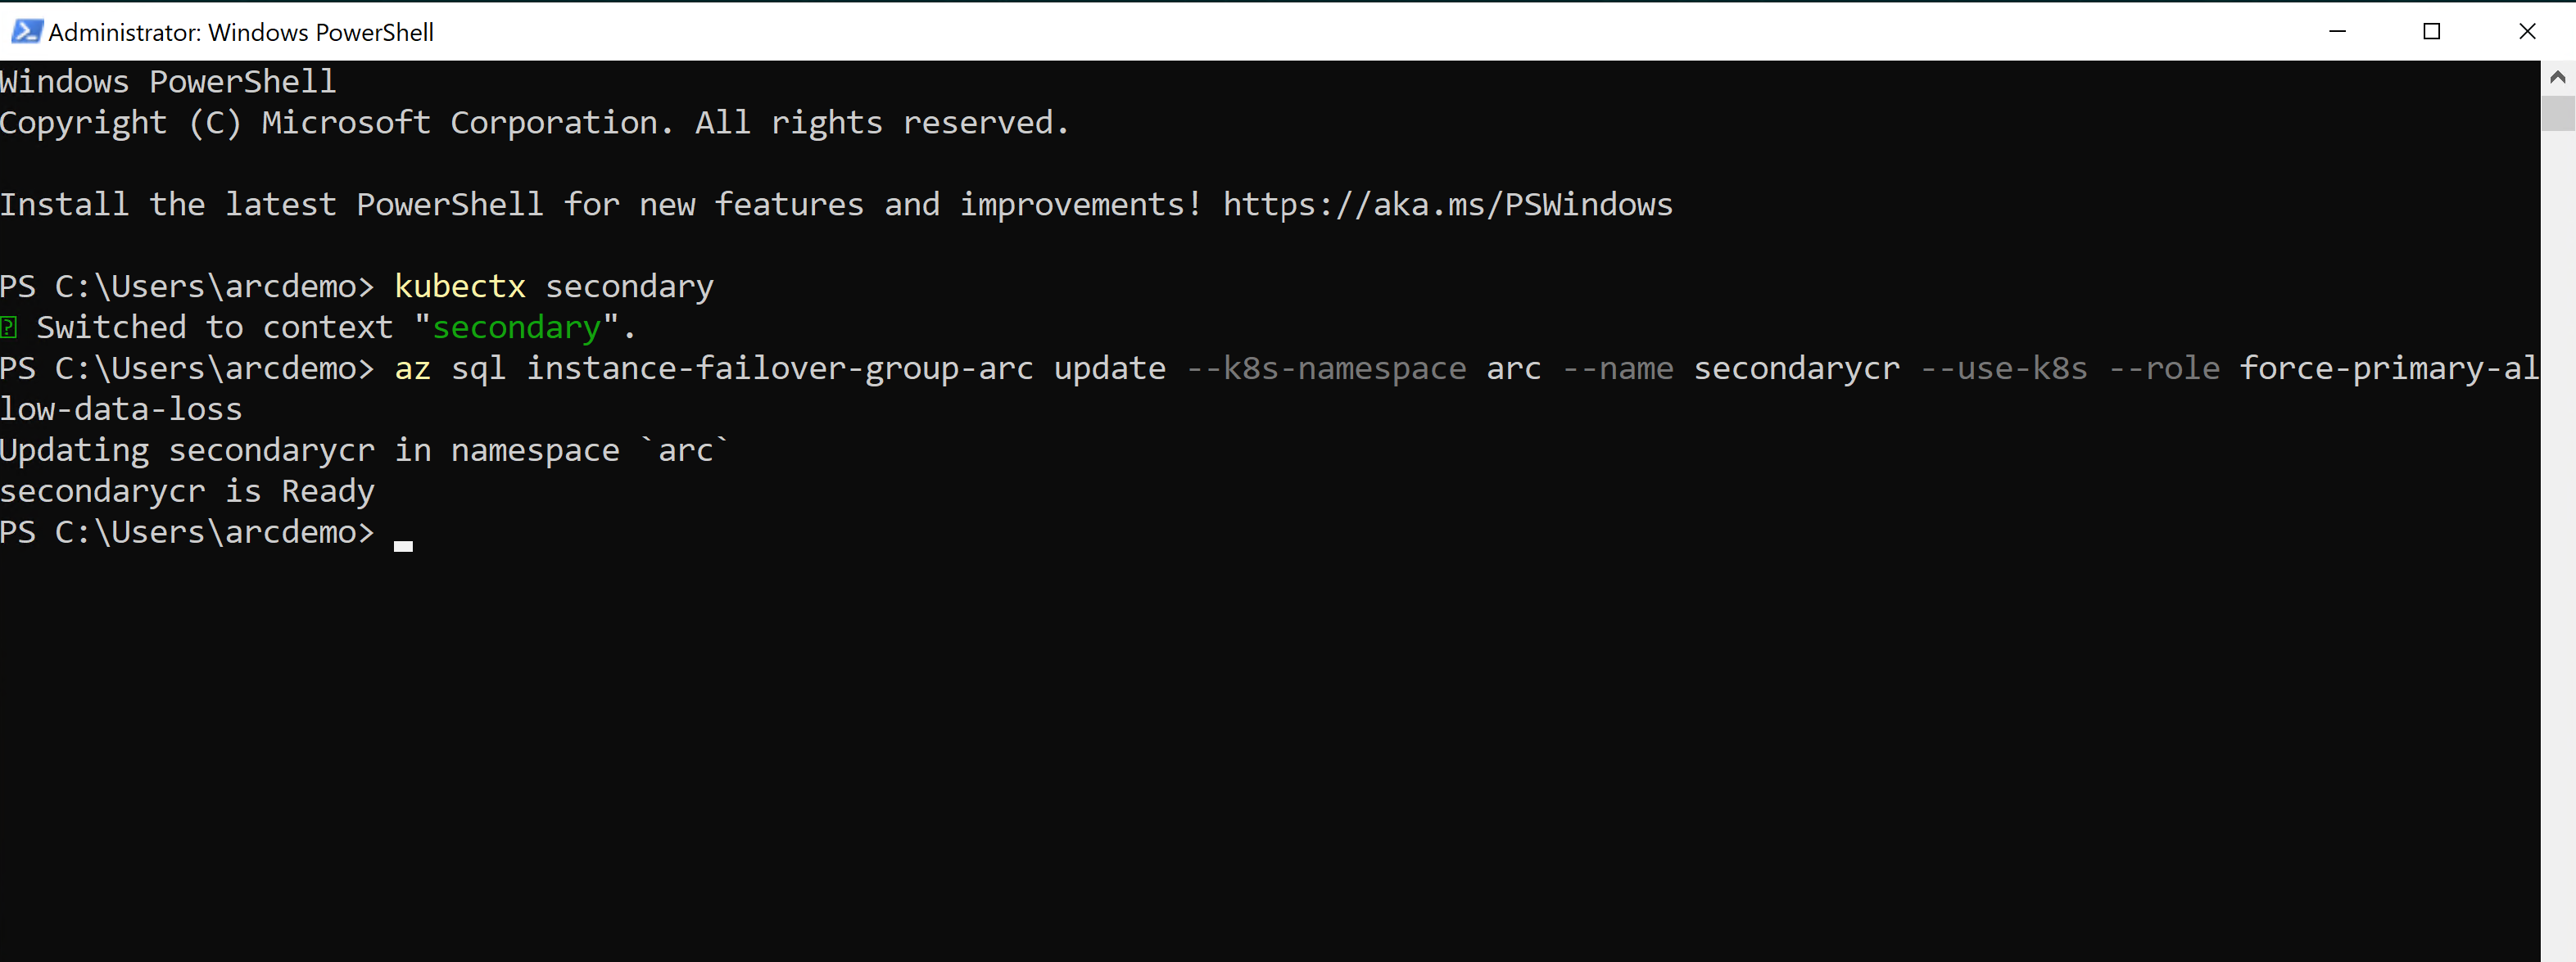 Administrator: Windows PowerShell
Windows PowerShell
Copyright (C) Microsoft Corporation. All rights reserved.
Install the latest PowerShell for new features and improvements! https://aka.ms/PSWindows
PS C:\Users\arcdemo> kubectx secondary
Switched to context "secondary".
PS C:\Users\arcdemo> az sql instance-failover-group-arc update --k8s-namespace arc --name secondarycr --use-k8s --role force-primary-al
low-data-loss
Updating secondarycr in namespace `arc`
secondarycr is Ready
PS C:\Users\arcdemo>